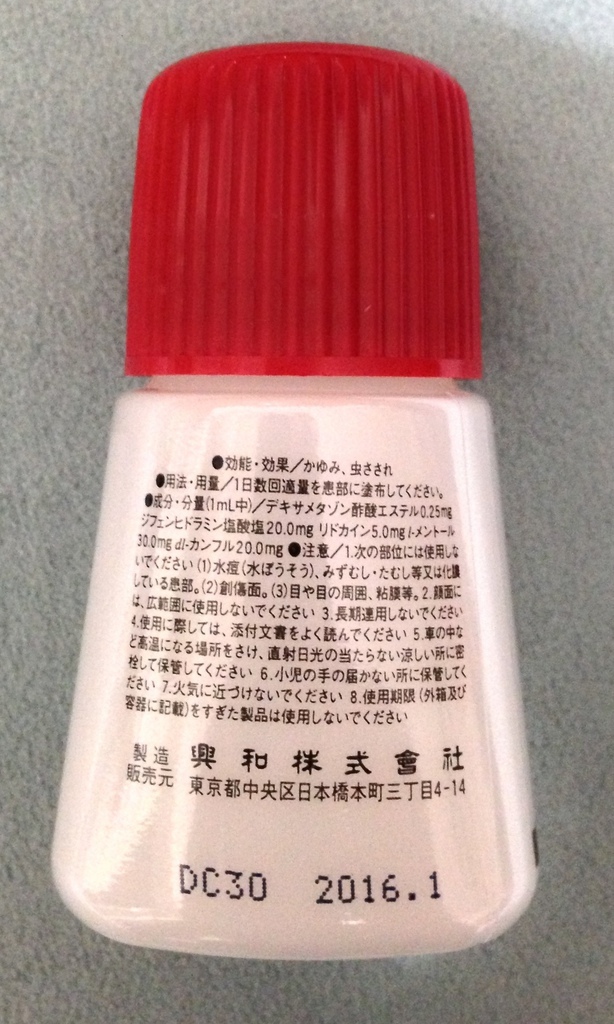 ●効能・効果／かゆみ、虫さされ
●用法・用量／1日数回適量を患部に塗布してください。
●成分・分量(1mL中)／デキサメタゾン酢酸エステル0.25mg
ジフェンヒドラミン塩酸塩20.0mg リドカイン5.0mg l-メントール
30.0mg dl-カンフル20.0mg ●注意／1.次の部位には使用しな
いでください (1)水痘(水ぼうそう)、みずむし・たむし等又は化膿
している患部。(2)創傷面。(3)目や目の周囲、粘膜等。2.顔面に
は、広範囲に使用しないでください 3.長期連用しないでください
4.使用に際しては、添付文書をよく読んでください 5.車の中な
ど高温になる場所をさけ、直射日光の当たらない涼しい所に密
栓して保管してください 6.小児の手の届かない所に保管してく
ださい 7.火気に近づけないでください 8.使用期限(外箱及び
容器に記載)をすぎた製品は使用しないでください
製造 興和株式會社
販売元 東京都中央区日本橋本町三丁目4-14
DC30 2016.1